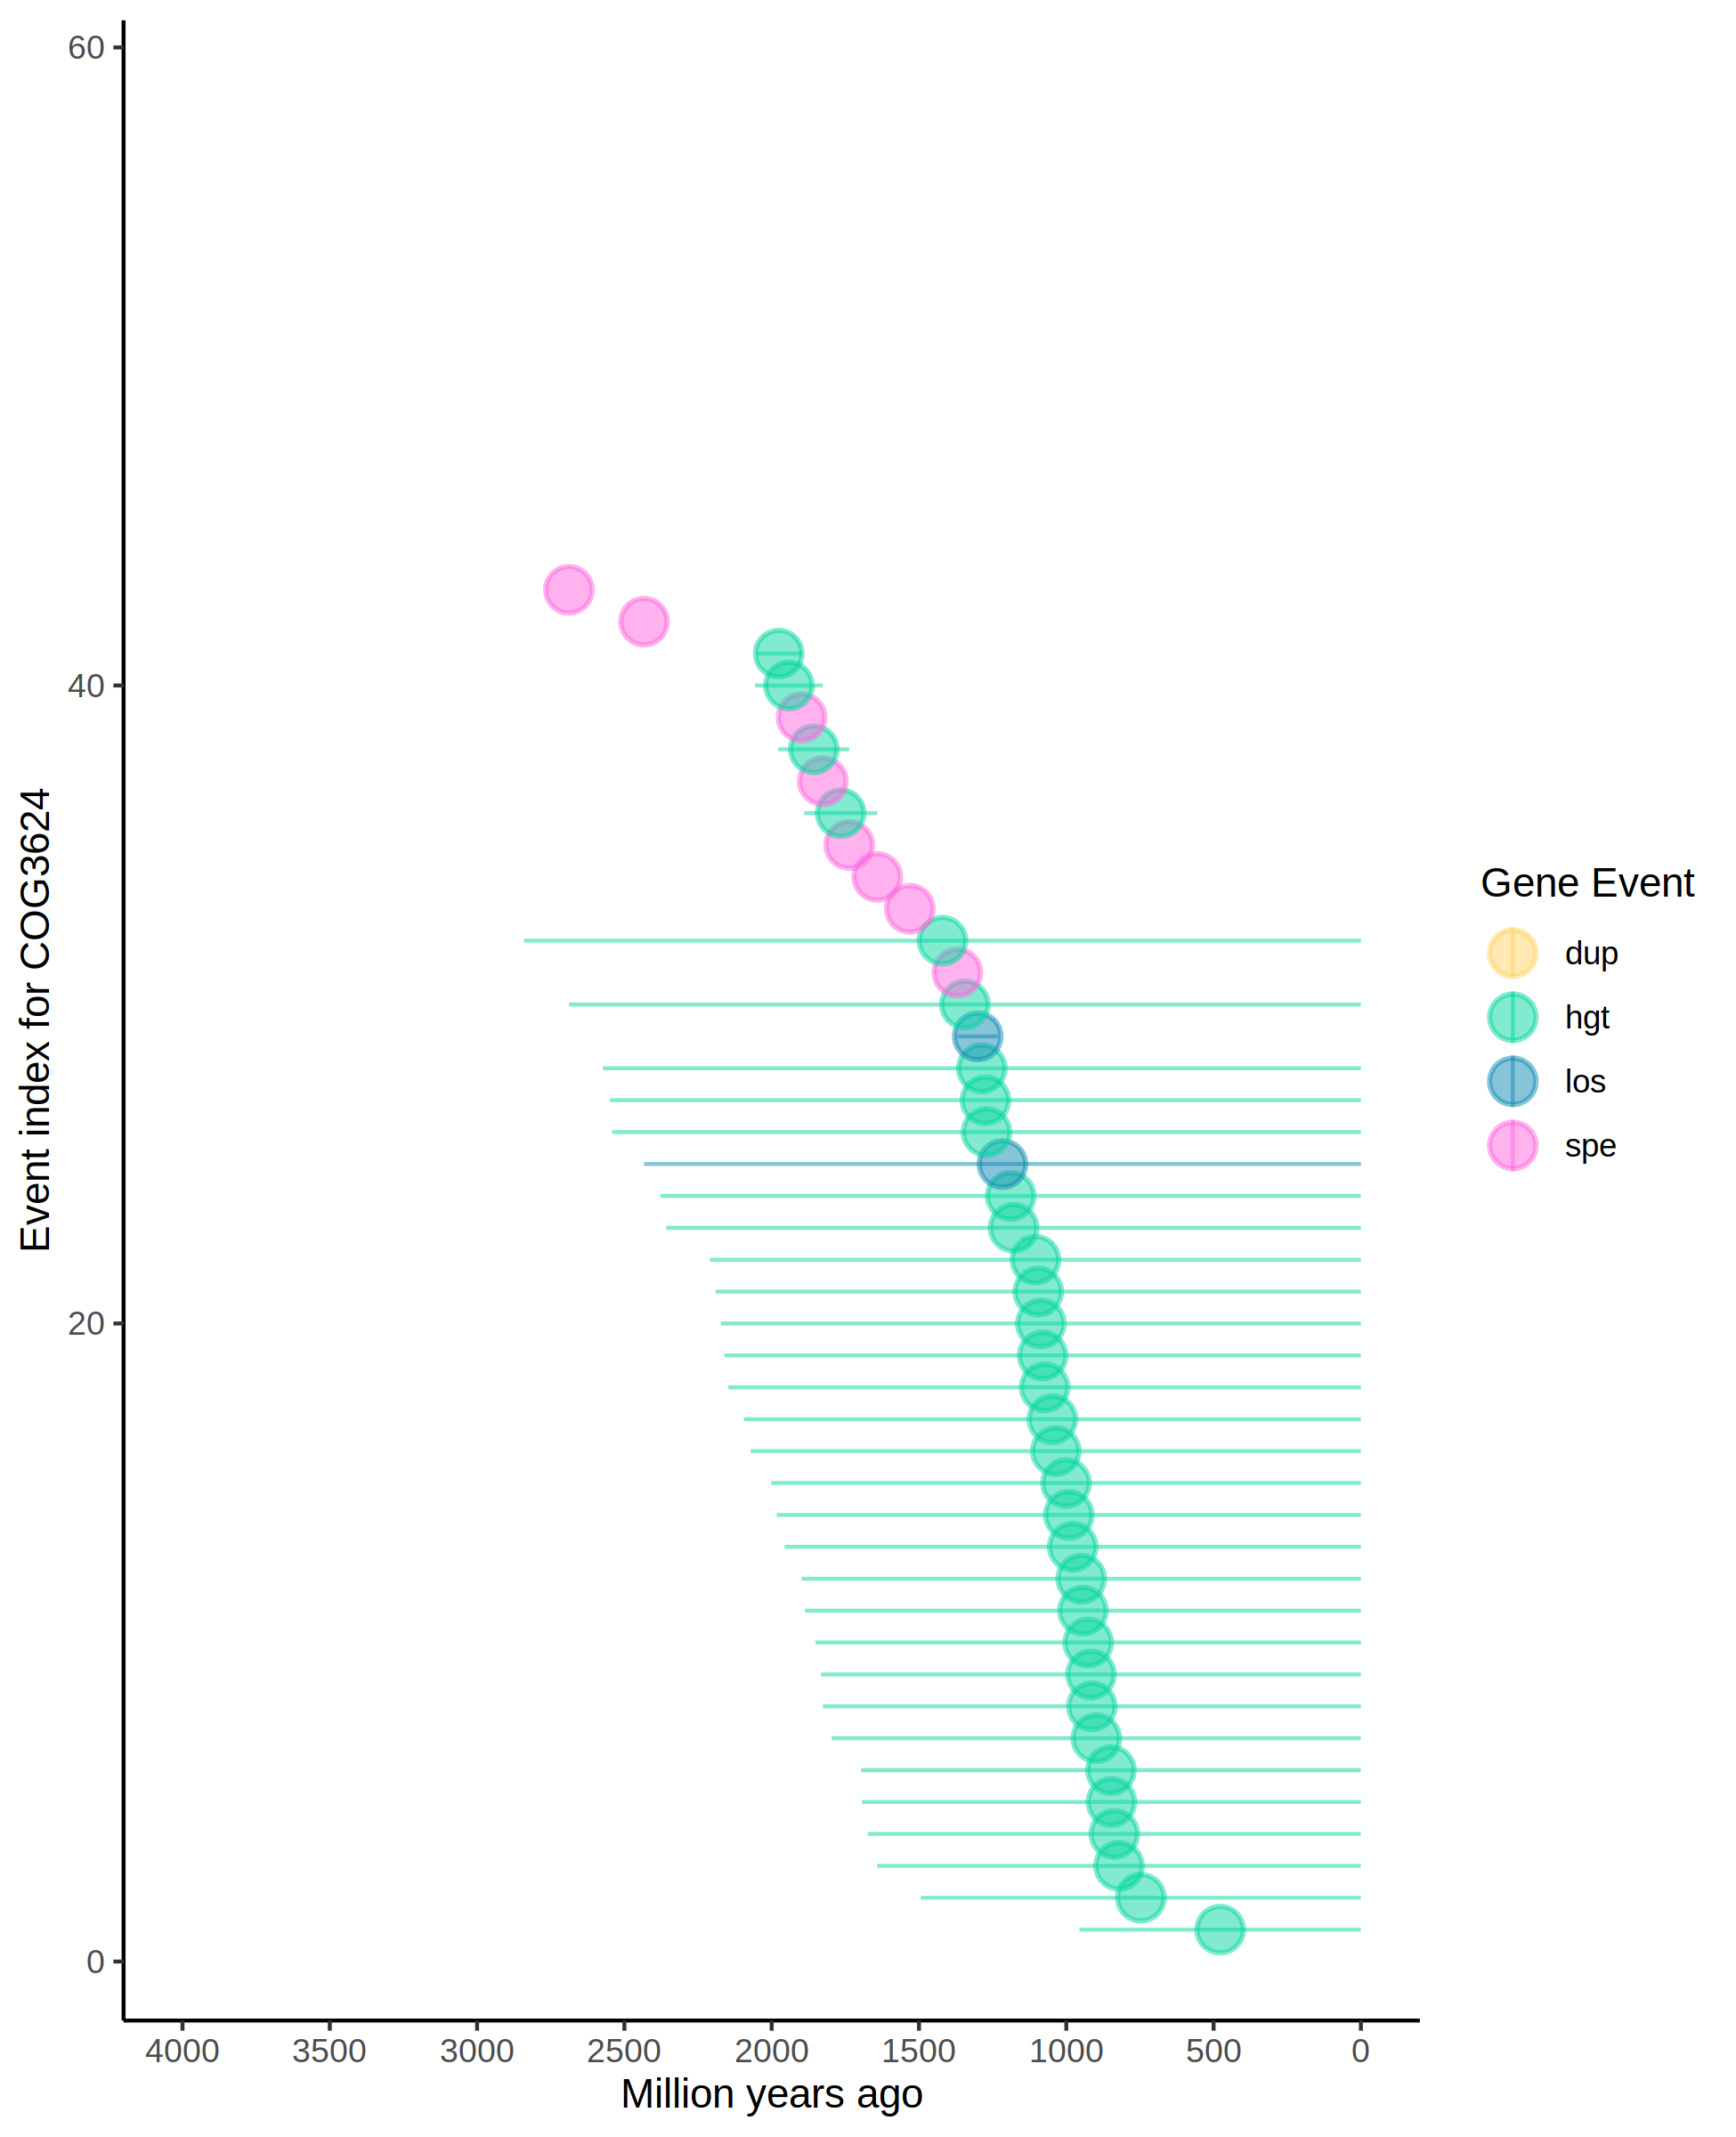 60
40
20
0
Event index for COG3624
4000 3500 3000 2500 2000 1500 1000 500 0
Million years ago
Gene Event
dup
hgt
los
spe